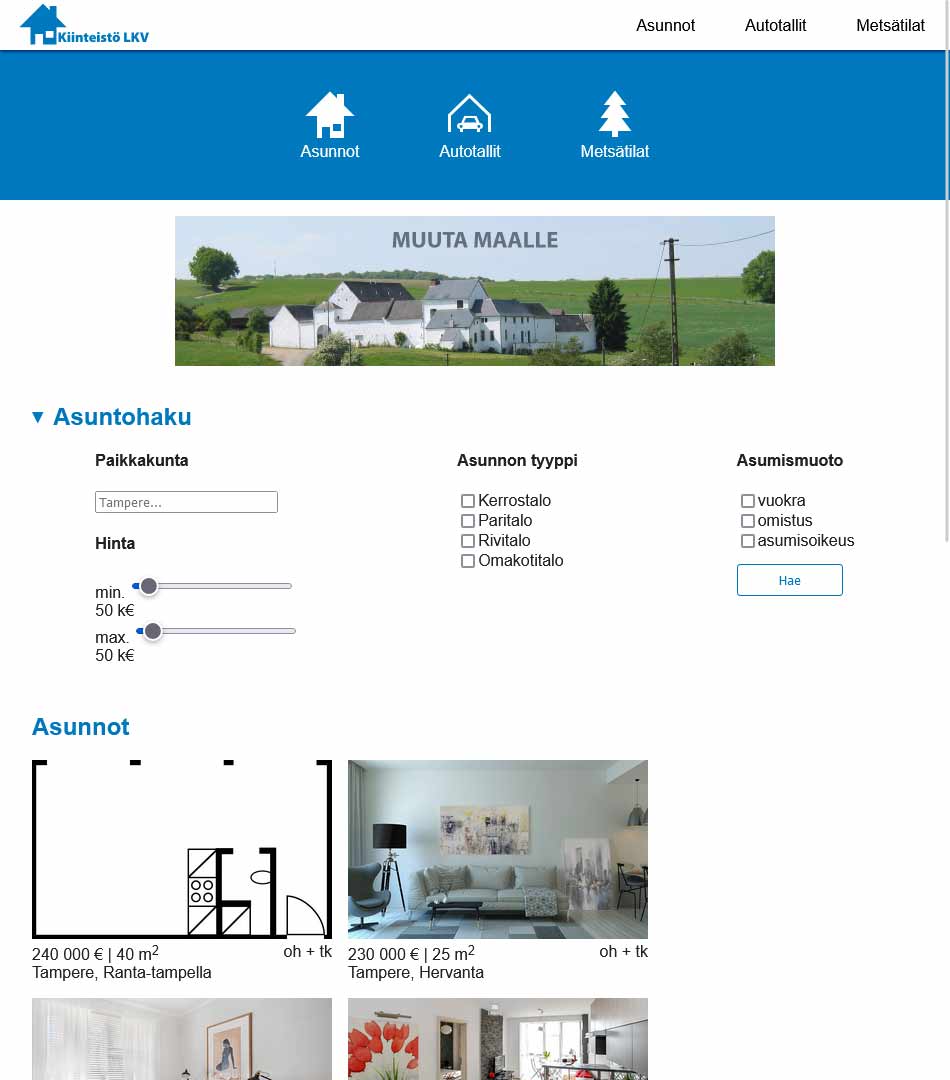 Kiinteistö LKV
Asunnot Autotallit Metsätilat
Asunnot Autotallit Metsätilat
MUUTA MAALLE
▼ Asuntohaku
Paikkakunta
Tampere...
Hinta
min.
50 k€
max.
50 k€
Asunnon tyyppi
Kerrostalo
Paritalo
Rivitalo
Omakotitalo
Asumismuoto
vuokra
omistus
asumisoikeus
Hae
Asunnot
240 000 € | 40 m² oh + tk
Tampere, Ranta-tampella
230 000 € | 25 m² oh + tk
Tampere, Hervanta